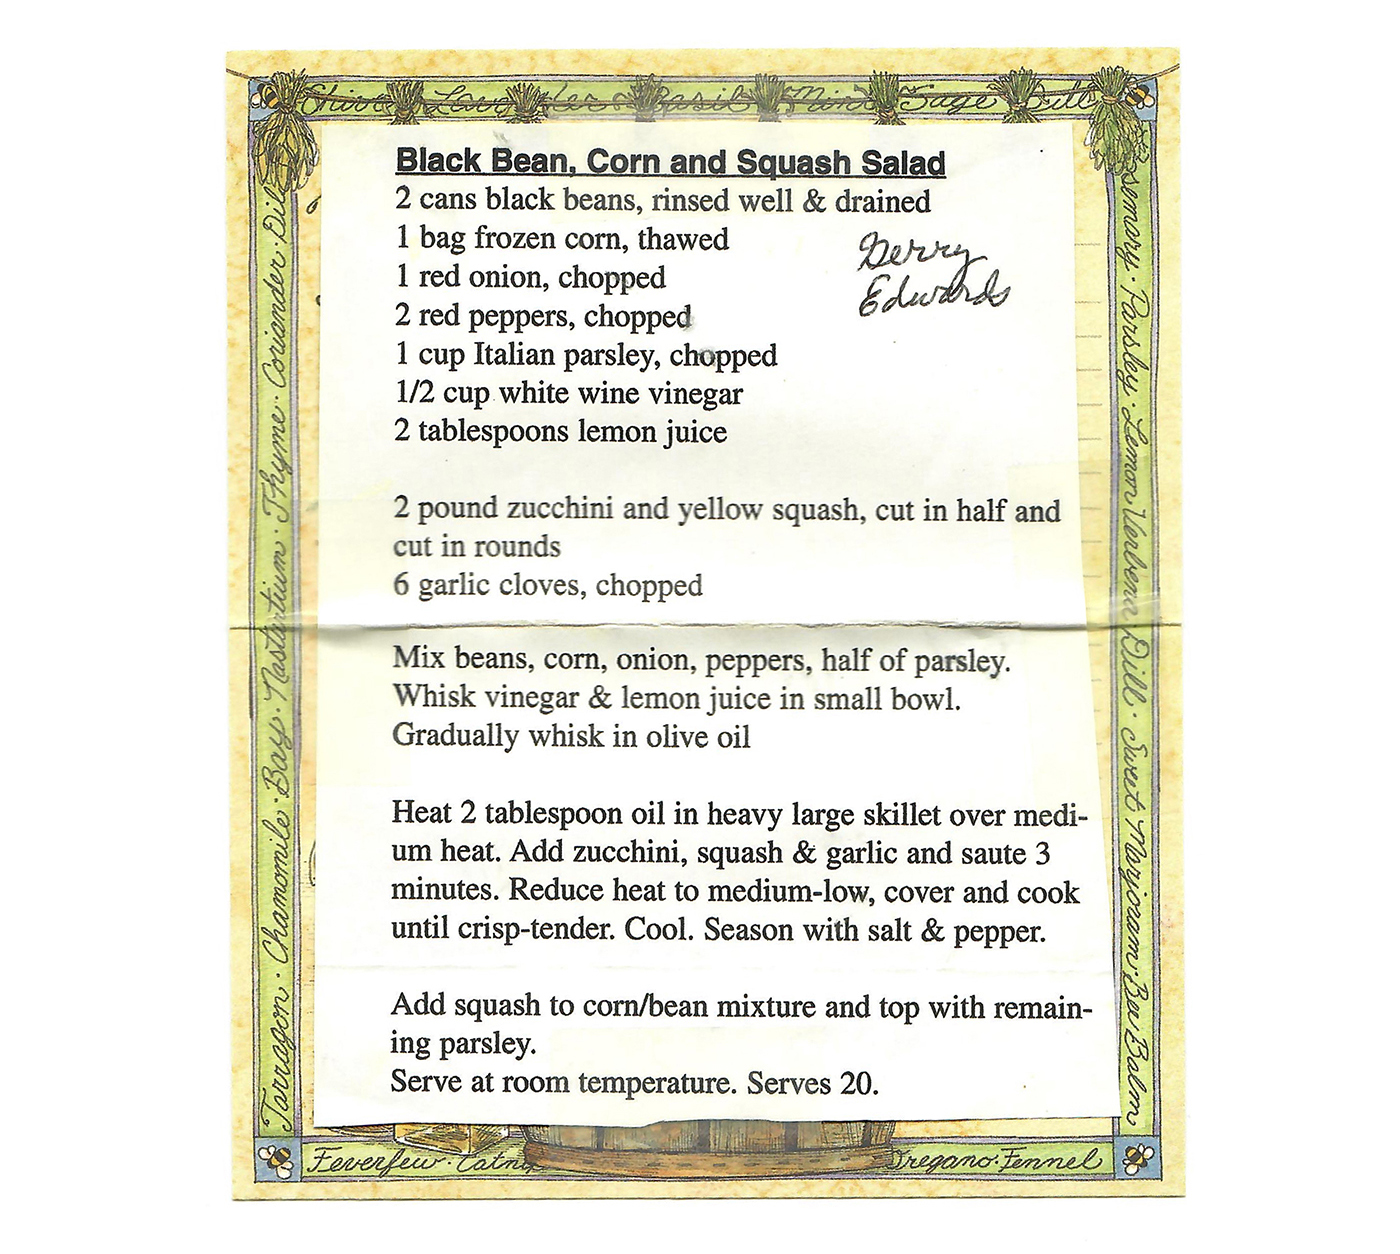 Chive Lavender Basil Mint Sage Dill
Black Bean, Corn and Squash Salad
2 cans black beans, rinsed well & drained
1 bag frozen corn, thawed
1 red onion, chopped
2 red peppers, chopped
1 cup Italian parsley, chopped
1/2 cup white wine vinegar
2 tablespoons lemon juice
Gerry
Edwards
2 pound zucchini and yellow squash, cut in half and
cut in rounds
6 garlic cloves, chopped
Mix beans, corn, onion, peppers, half of parsley.
Whisk vinegar & lemon juice in small bowl.
Gradually whisk in olive oil
Heat 2 tablespoon oil in heavy large skillet over medi-
um heat. Add zucchini, squash & garlic and saute 3
minutes. Reduce heat to medium-low, cover and cook
until crisp-tender. Cool. Season with salt & pepper.
Add squash to corn/bean mixture and top with remain-
ing parsley.
Serve at room temperature. Serves 20.
Tarragon · Chamomile · Bay · Nasturtium · Thyme · Coriander · Dill
Rosemary · Parsley · Lemon Verbena Dill · Sweet Marjoram · Bee Balm
Feverfew · Catnip
Oregano · Fennel